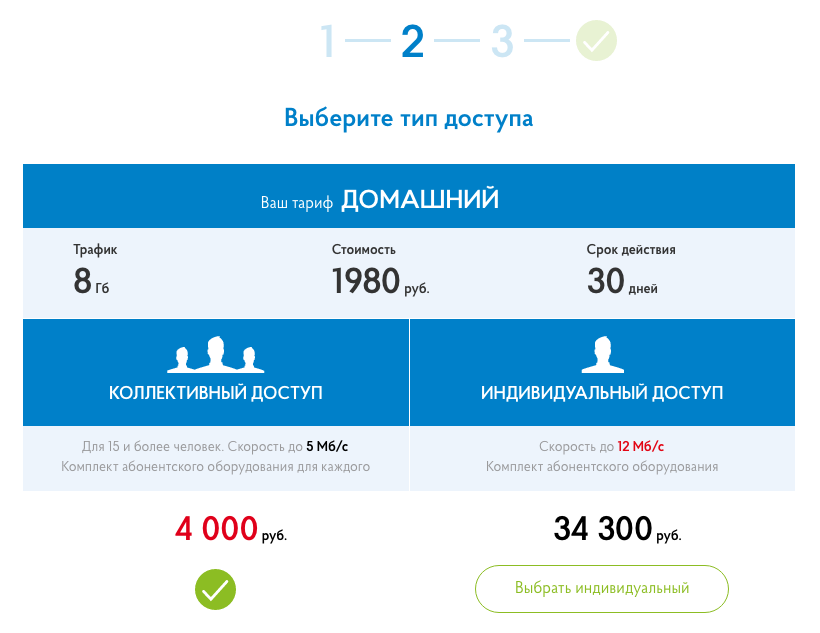 1 2 3
Выберите тип доступа
Ваш тариф ДОМАШНИЙ
Трафик Стоимость Срок действия
8 Гб 1980 руб. 30 дней
КОЛЛЕКТИВНЫЙ ДОСТУП ИНДИВИДУАЛЬНЫЙ ДОСТУП
Для 15 и более человек. Скорость до 5 Мб/с Скорость до 12 Мб/с
Комплект абонентского оборудования для каждого Комплект абонентского оборудования
4 000 руб. 34 300 руб.
Выбрать индивидуальный